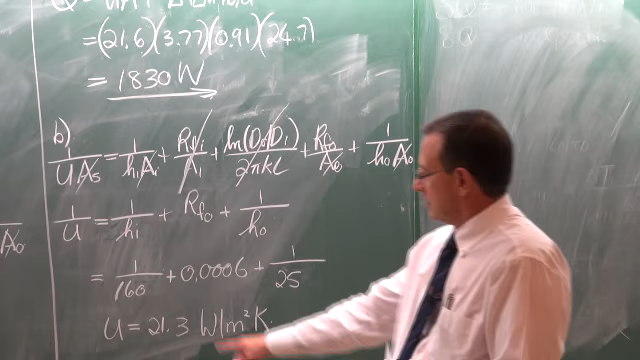 = (21.6)(3.77)(0.91)(24.7)
= 1830 W
b)
1/UAs = 1/hiAi + Rfi/Ai + ln(Do/Di)/2πkL + Rfo/Ao + 1/hoAo
1/U = 1/hi + Rfo + 1/ho
Ao
= 1/160 + 0.0006 + 1/25
U = 21.3 W/m²K